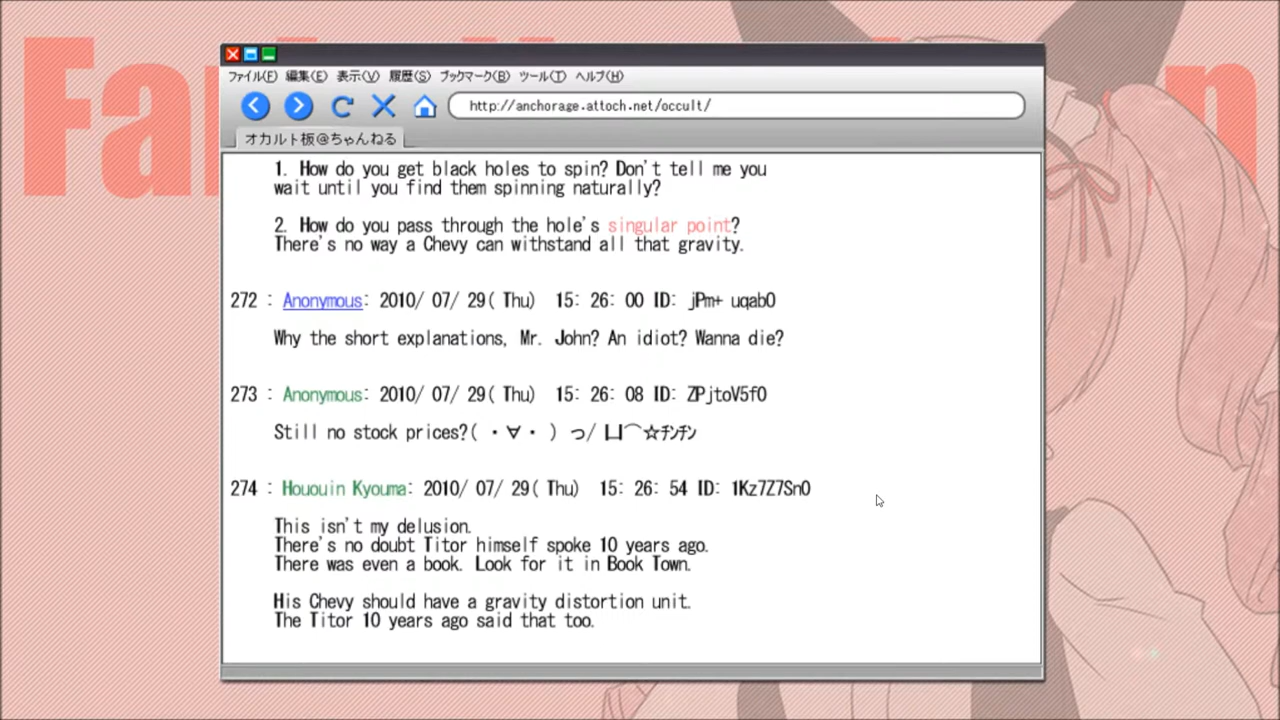 ファイル(F) 編集(E) 表示(V) 履歴(S) ブックマーク(B) ツール(T) ヘルプ(H)
http://anchorage.attoch.net/occult/
オカルト板@ちゃんねる
1. How do you get black holes to spin? Don't tell me you
wait until you find them spinning naturally?
2. How do you pass through the hole's singular point?
There's no way a Chevy can withstand all that gravity.
272 : Anonymous: 2010/ 07/ 29( Thu) 15: 26: 00 ID: jPm+ uqab0
Why the short explanations, Mr. John? An idiot? Wanna die?
273 : Anonymous: 2010/ 07/ 29( Thu) 15: 26: 08 ID: ZPjtoV5f0
Still no stock prices?( ・∀・ ) っ/ 凵⌒☆ﾁﾝﾁﾝ
274 : Hououin Kyouma: 2010/ 07/ 29( Thu) 15: 26: 54 ID: 1Kz7Z7Sn0
This isn't my delusion.
There's no doubt Titor himself spoke 10 years ago.
There was even a book. Look for it in Book Town.
His Chevy should have a gravity distortion unit.
The Titor 10 years ago said that too.